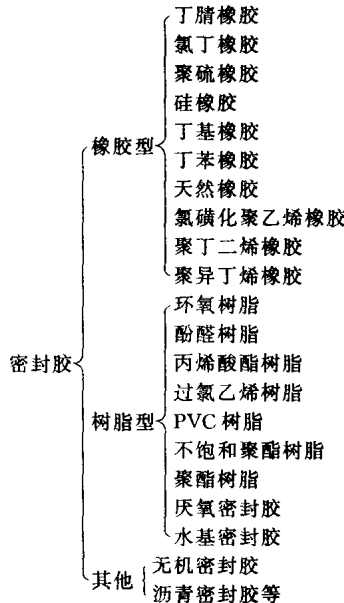 丁腈橡胶
氯丁橡胶
聚硫橡胶
硅橡胶
丁基橡胶
橡胶型
丁苯橡胶
天然橡胶
氯磺化聚乙烯橡胶
聚丁二烯橡胶
聚异丁烯橡胶
环氧树脂
酚醛树脂
密封胶
丙烯酸酯树脂
过氯乙烯树脂
树脂型
PVC树脂
不饱和聚酯树脂
聚酯树脂
厌氧密封胶
水基密封胶
其他
无机密封胶
沥青密封胶等